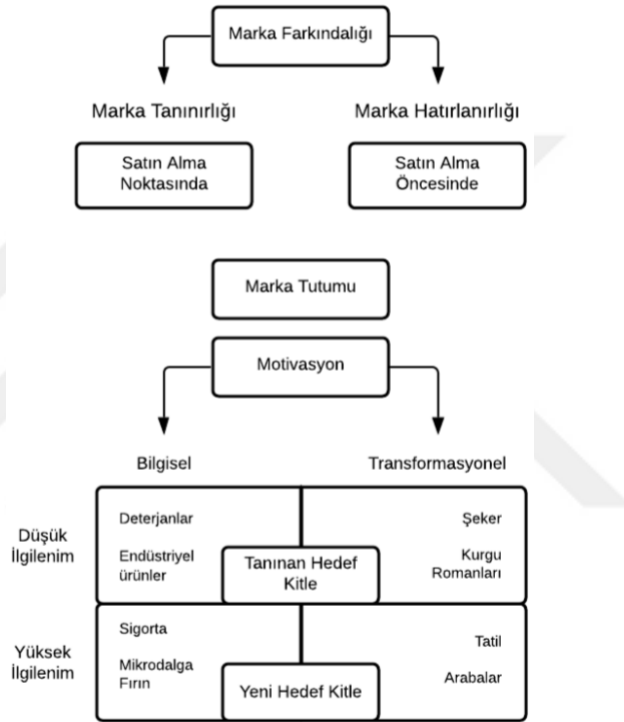 Marka Farkındalığı
Marka Tanınırlığı
Marka Hatırlanırlığı
Satın Alma
Noktasında
Satın Alma
Öncesinde
Marka Tutumu
Motivasyon
Bilgisel
Transformasyonel
Düşük
İlgilenim
Deterjanlar
Endüstriyel
ürünler
Şeker
Kurgu
Romanları
Tanınan Hedef
Kitle
Yüksek
İlgilenim
Sigorta
Mikrodalga
Fırın
Tatil
Arabalar
Yeni Hedef Kitle